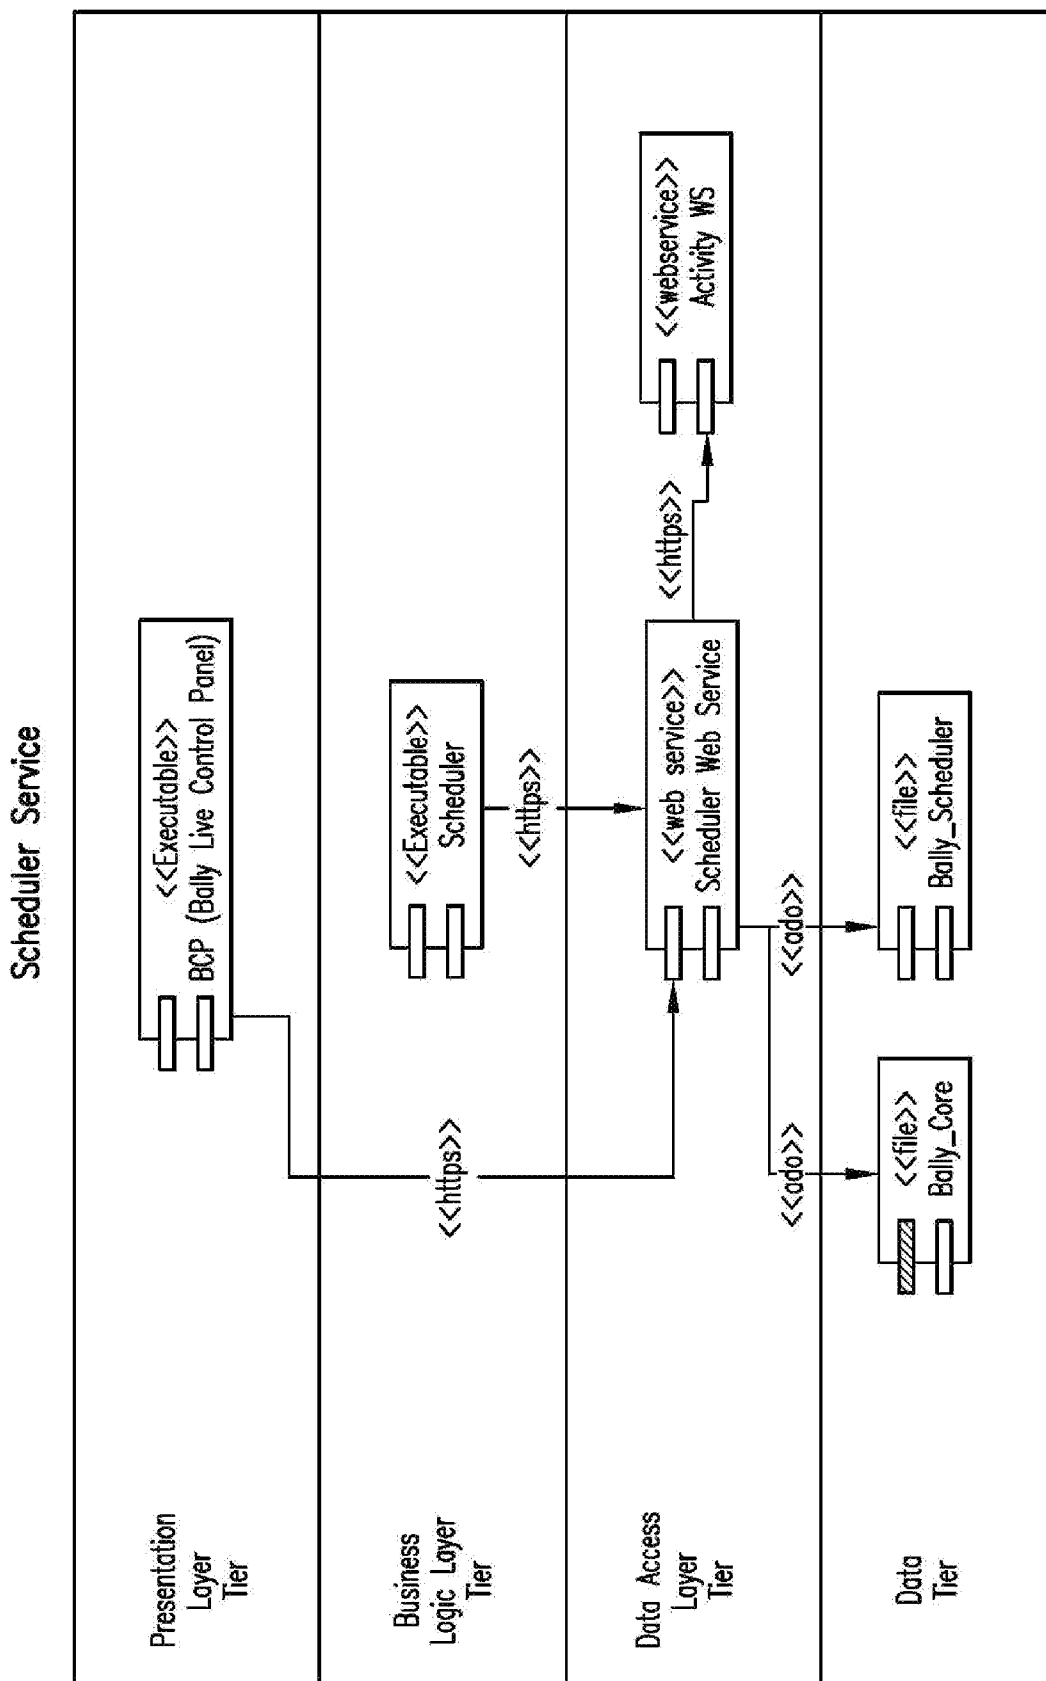 Scheduler Service
Presentation
Layer
Tier
<<Executable>>
BCP (Bally Live Control Panel)
<<https>>
Business
Logic Layer
Tier
<<Executable>>
Scheduler
<<https>>
Data Access
Layer
Tier
<<web service>>
Scheduler Web Service
<<https>>
<<webservice>>
Activity WS
<<ado>>
<<ado>>
Data
Tier
<<file>>
Bally_Core
<<file>>
Bally_Scheduler